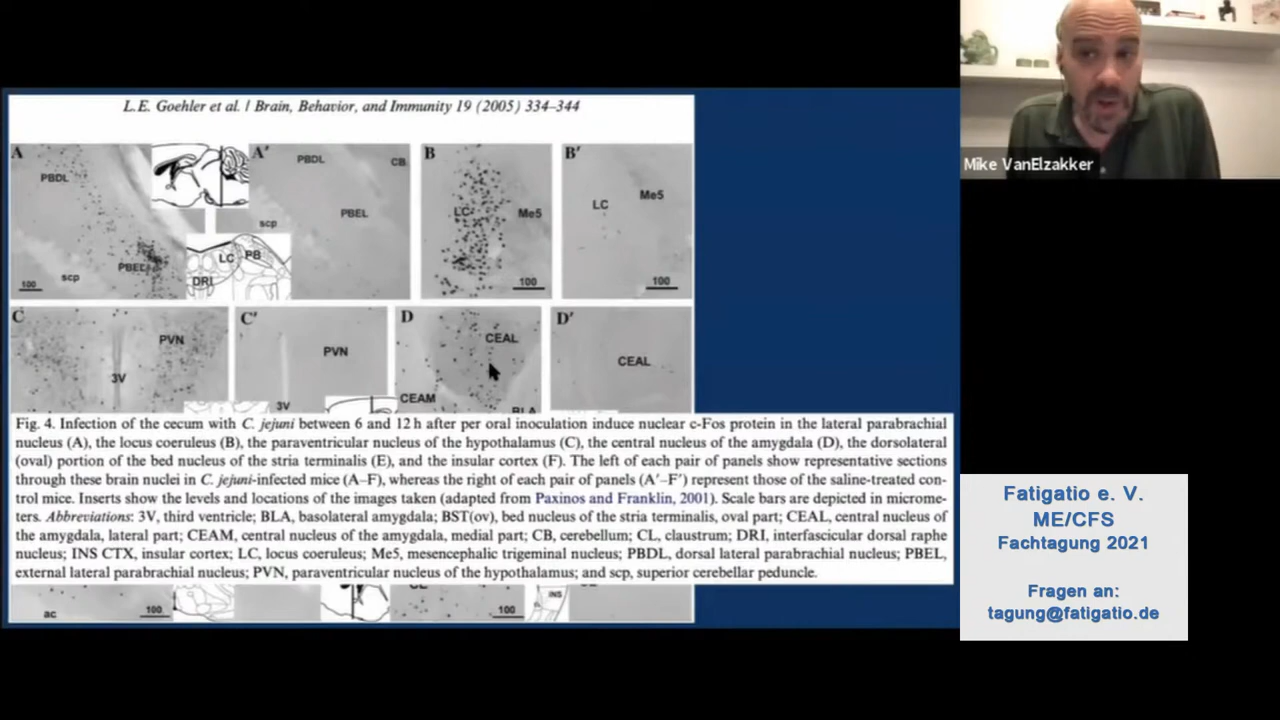 L.E. Goehler et al. / Brain, Behavior, and Immunity 19 (2005) 334–344
A
PBDL
PBEL
scp
100
LC
PB
DRI
A'
PBDL
CB
PBEL
scp
B
LC
Me5
100
B'
LC
Me5
100
C
PVN
3V
C'
PVN
3V
D
CEAL
CEAM
BLA
D'
CEAL
Fig. 4. Infection of the cecum with C. jejuni between 6 and 12 h after per oral inoculation induce nuclear c-Fos protein in the lateral parabrachial
nucleus (A), the locus coeruleus (B), the paraventricular nucleus of the hypothalamus (C), the central nucleus of the amygdala (D), the dorsolateral
(oval) portion of the bed nucleus of the stria terminalis (E), and the insular cortex (F). The left of each pair of panels show representative sections
through these brain nuclei in C. jejuni-infected mice (A–F), whereas the right of each pair of panels (A'–F') represent those of the saline-treated con-
trol mice. Inserts show the levels and locations of the images taken (adapted from Paxinos and Franklin, 2001). Scale bars are depicted in microme-
ters. Abbreviations: 3V, third ventricle; BLA, basolateral amygdala; BST(ov), bed nucleus of the stria terminalis, oval part; CEAL, central nucleus of
the amygdala, lateral part; CEAM, central nucleus of the amygdala, medial part; CB, cerebellum; CL, claustrum; DRI, interfascicular dorsal raphe
nucleus; INS CTX, insular cortex; LC, locus coeruleus; Me5, mesencephalic trigeminal nucleus; PBDL, dorsal lateral parabrachial nucleus; PBEL,
external lateral parabrachial nucleus; PVN, paraventricular nucleus of the hypothalamus; and scp, superior cerebellar peduncle.
ac
100
100
INS
Mike VanElzakker
Fatigatio e. V.
ME/CFS
Fachtagung 2021
Fragen an:
tagung@fatigatio.de